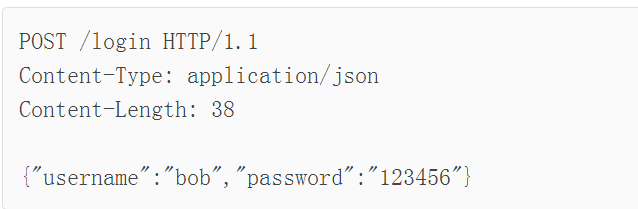 POST /login HTTP/1.1
Content-Type: application/json
Content-Length: 38
{"username":"bob","password":"123456"}